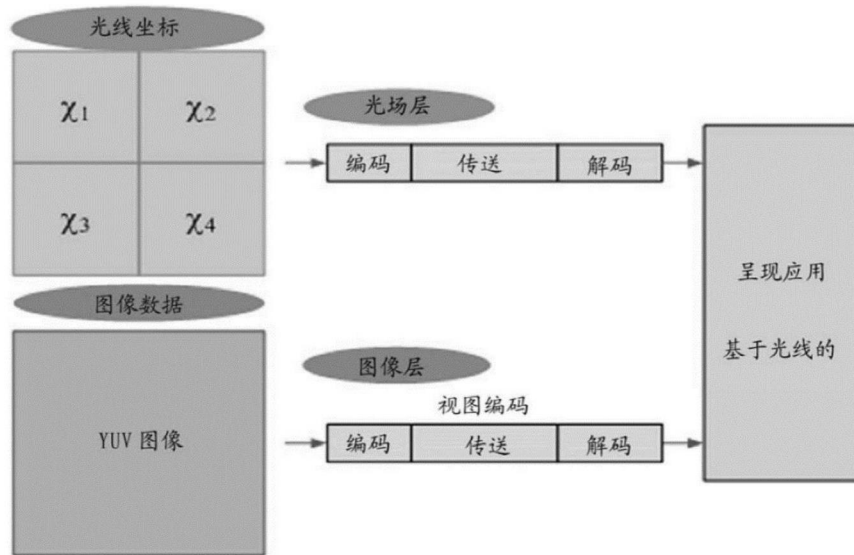 光线坐标
χ1 χ2
χ3 χ4
光场层
编码 传送 解码
图像数据
YUV 图像
图像层
视图编码
编码 传送 解码
呈现应用
基于光线的